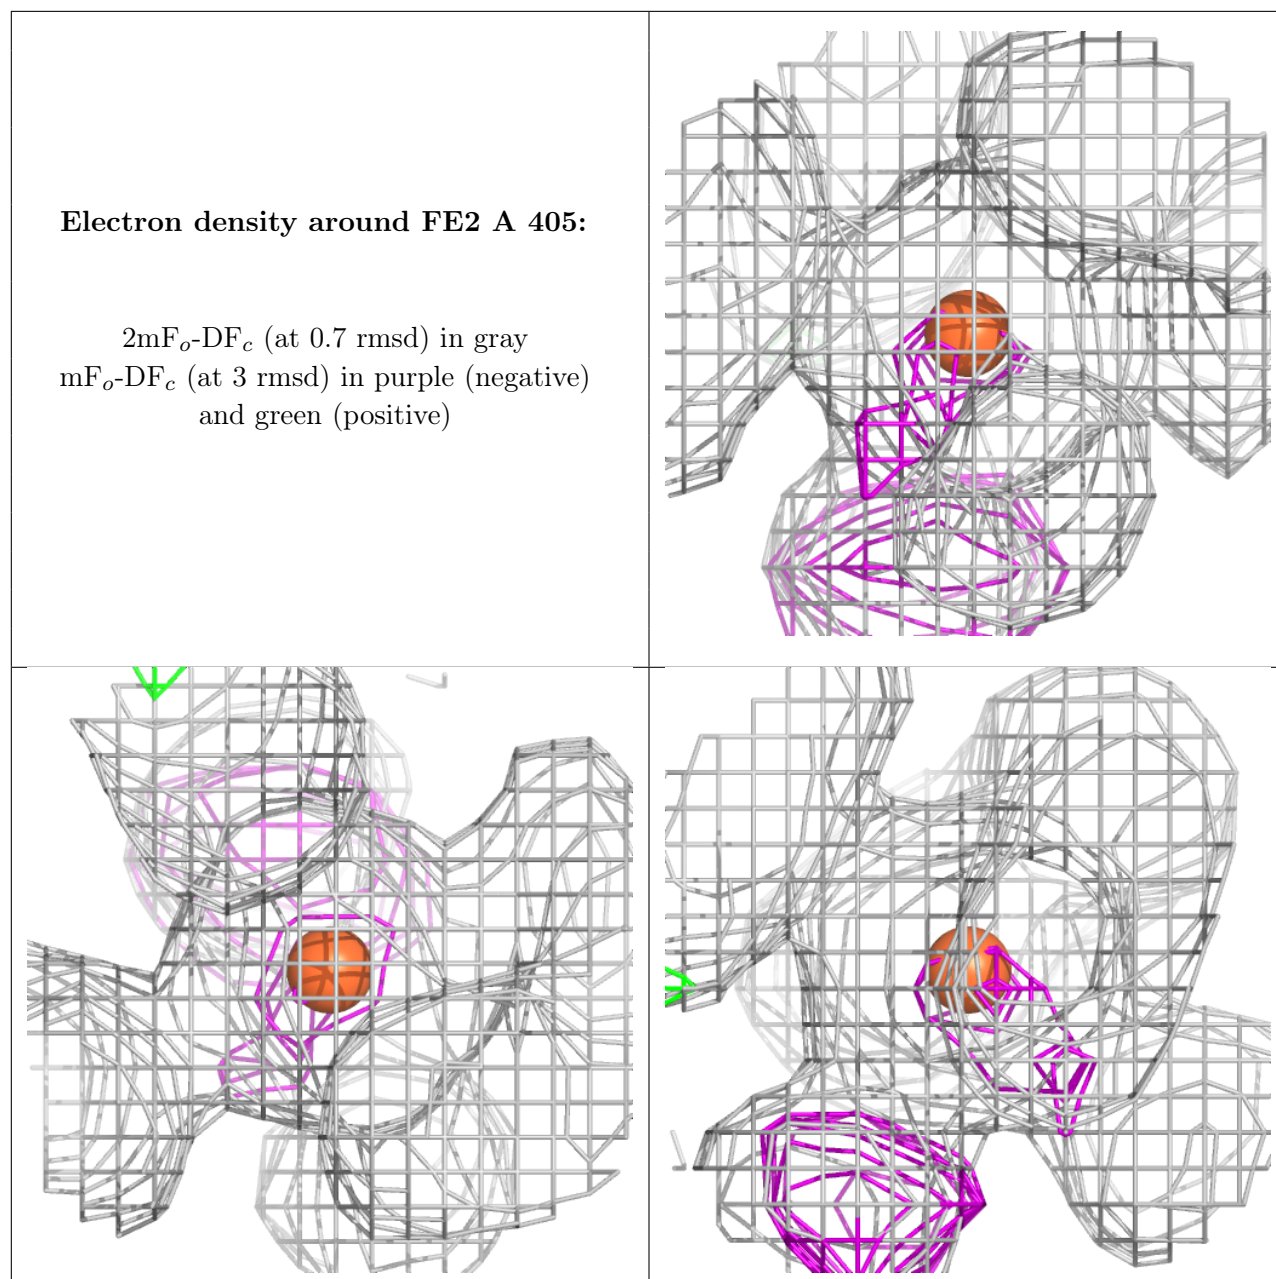 Electron density around FE2 A 405:
2mFo-DFc (at 0.7 rmsd) in gray
mFo-DFc (at 3 rmsd) in purple (negative)
and green (positive)